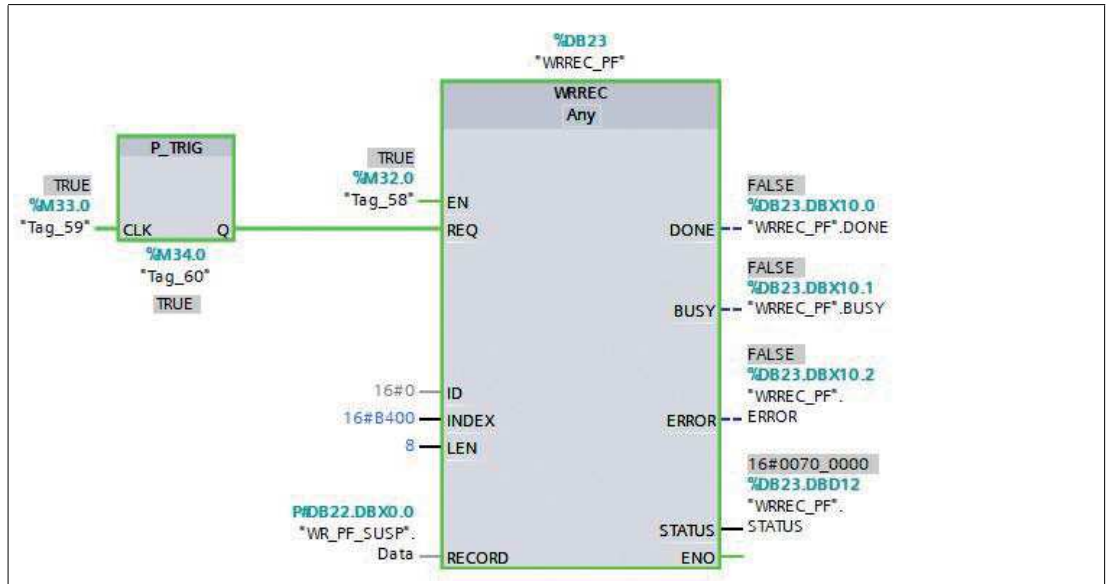 %DB23
"WRREC_PF"
WRREC
Any
P_TRIG
TRUE
%M33.0
"Tag_59"
CLK
Q
%M34.0
"Tag_60"
TRUE
TRUE
%M32.0
"Tag_58"
EN
REQ
FALSE
%DB23.DBX10.0
DONE
"WRREC_PF".DONE
FALSE
%DB23.DBX10.1
BUSY
"WRREC_PF".BUSY
FALSE
%DB23.DBX10.2
"WRREC_PF".
ERROR
ERROR
16#0
ID
16#B400
INDEX
8
LEN
16#0070_0000
%DB23.DBD12
"WRREC_PF".
STATUS
STATUS
P#DB22.DBX0.0
"WR_PF_SUSP".
Data
RECORD
ENO